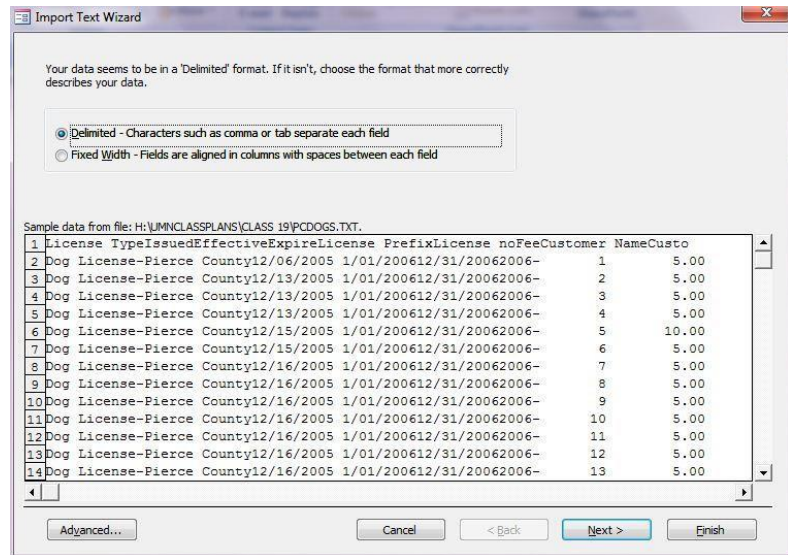 Import Text Wizard
Your data seems to be in a 'Delimited' format. If it isn't, choose the format that more correctly
describes your data.
Delimited - Characters such as comma or tab separate each field
Fixed Width - Fields are aligned in columns with spaces between each field
Sample data from file: H:\UMNCLASSPLANS\CLASS 19\PCDOGS.TXT.
1 License TypeIssuedEffectiveExpireLicense PrefixLicense noFeeCustomer NameCusto
2 Dog License-Pierce County12/06/2005 1/01/200612/31/20062006- 1 5.00
3 Dog License-Pierce County12/13/2005 1/01/200612/31/20062006- 2 5.00
4 Dog License-Pierce County12/13/2005 1/01/200612/31/20062006- 3 5.00
5 Dog License-Pierce County12/13/2005 1/01/200612/31/20062006- 4 5.00
6 Dog License-Pierce County12/15/2005 1/01/200612/31/20062006- 5 10.00
7 Dog License-Pierce County12/15/2005 1/01/200612/31/20062006- 6 5.00
8 Dog License-Pierce County12/16/2005 1/01/200612/31/20062006- 7 5.00
9 Dog License-Pierce County12/16/2005 1/01/200612/31/20062006- 8 5.00
10 Dog License-Pierce County12/16/2005 1/01/200612/31/20062006- 9 5.00
11 Dog License-Pierce County12/16/2005 1/01/200612/31/20062006- 10 5.00
12 Dog License-Pierce County12/16/2005 1/01/200612/31/20062006- 11 5.00
13 Dog License-Pierce County12/16/2005 1/01/200612/31/20062006- 12 5.00
14 Dog License-Pierce County12/16/2005 1/01/200612/31/20062006- 13 5.00
Advanced... Cancel < Back Next > Finish